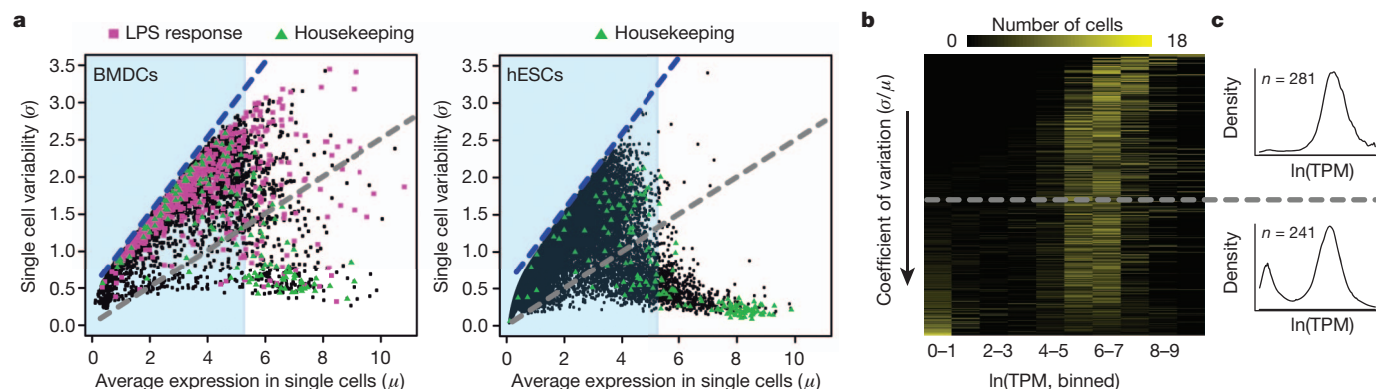 a
LPS response Housekeeping
BMDCs
Single cell variability (σ)
3.5
3.0
2.5
2.0
1.5
1.0
0.5
0.0
0 2 4 6 8 10
Average expression in single cells (μ)
Housekeeping
hESCs
Single cell variability (σ)
3.5
3.0
2.5
2.0
1.5
1.0
0.5
0.0
0 2 4 6 8 10
Average expression in single cells (μ)
b
Number of cells
0 18
Coefficient of variation (σ/μ)
0–1 2–3 4–5 6–7 8–9
ln(TPM, binned)
c
n = 281
Density
ln(TPM)
n = 241
Density
ln(TPM)